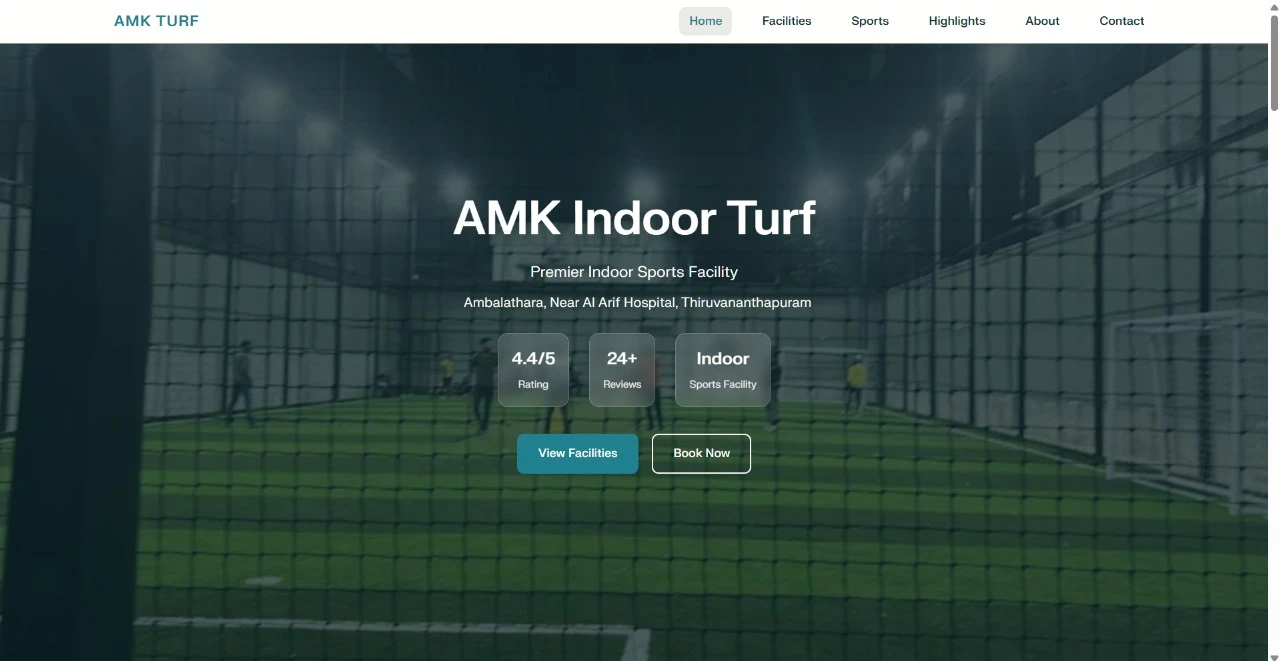 AMK TURF
Home Facilities Sports Highlights About Contact
AMK Indoor Turf
Premier Indoor Sports Facility
Ambalathara, Near Al Arif Hospital, Thiruvananthapuram
4.4/5 24+ Indoor
Rating Reviews Sports Facility
View Facilities Book Now